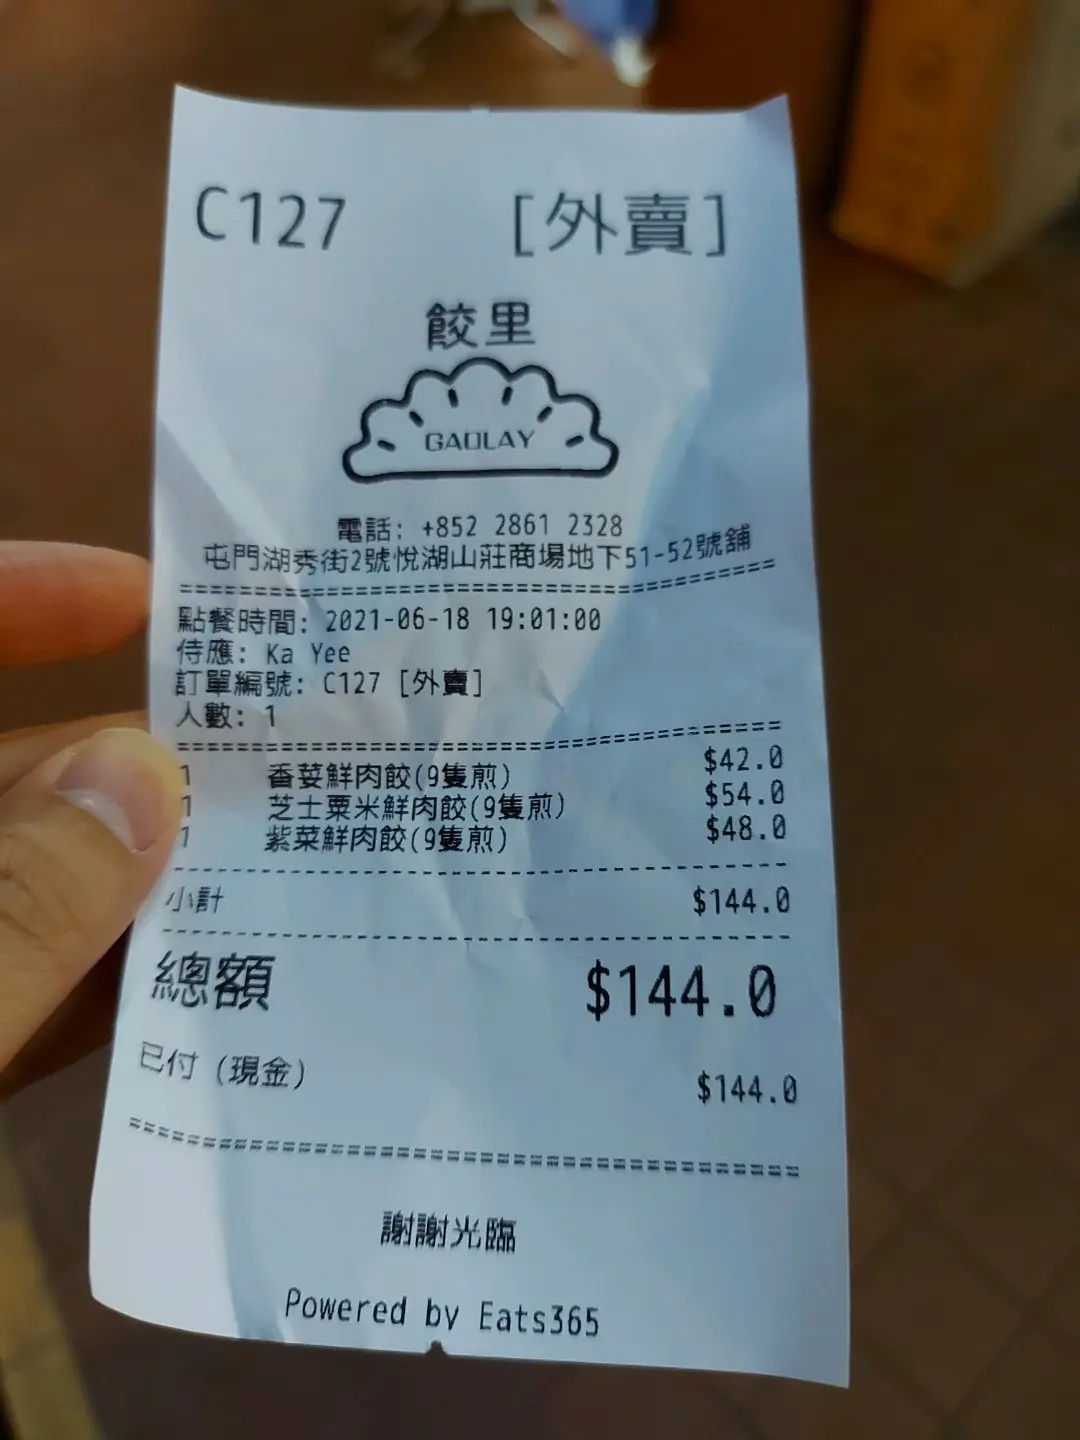 C127 [外賣]
餃里
GAOLAY
電話: +852 2861 2328
屯門湖秀街2號悅湖山莊商場地下51-52號舖
點餐時間: 2021-06-18 19:01:00
侍應: Ka Yee
訂單編號: C127 [外賣]
人數: 1
1 香荽鮮肉餃(9隻煎) $42.0
1 芝士粟米鮮肉餃(9隻煎) $54.0
1 紫菜鮮肉餃(9隻煎) $48.0
小計 $144.0
總額 $144.0
已付 (現金) $144.0
謝謝光臨
Powered by Eats365